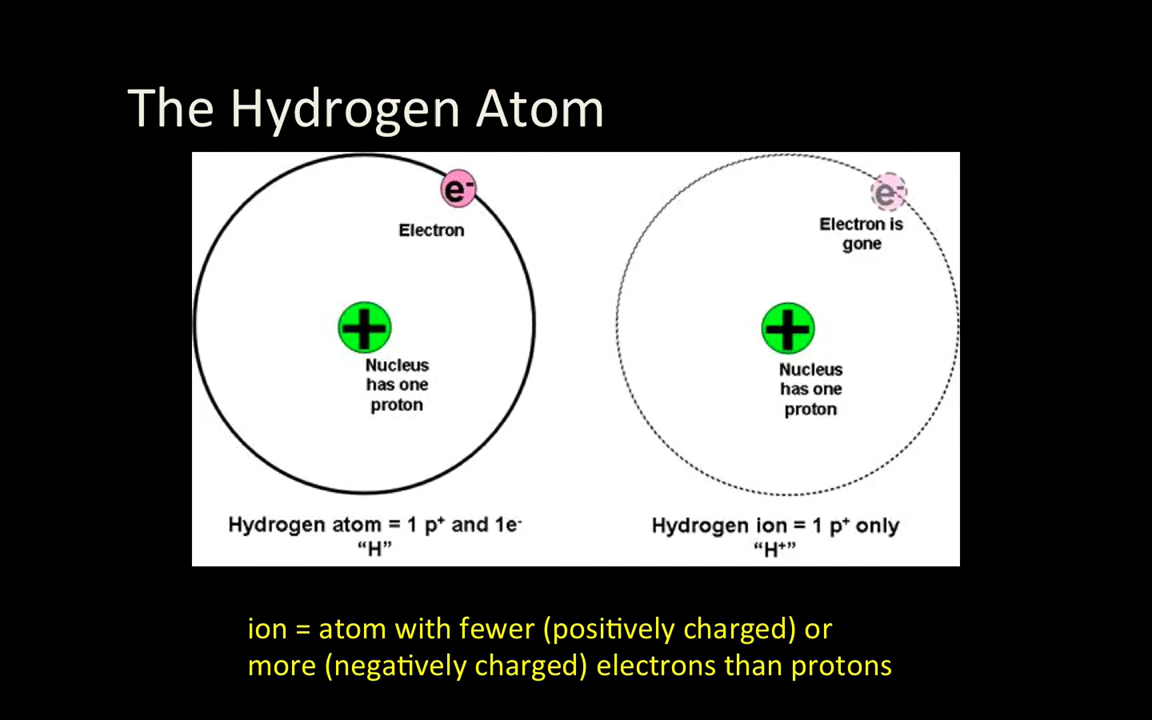 The Hydrogen Atom
e-
Electron
+
Nucleus
has one
proton
Hydrogen atom = 1 p⁺ and 1e⁻
“H”
e-
Electron is
gone
+
Nucleus
has one
proton
Hydrogen ion = 1 p⁺ only
“H⁺”
ion = atom with fewer (positively charged) or
more (negatively charged) electrons than protons